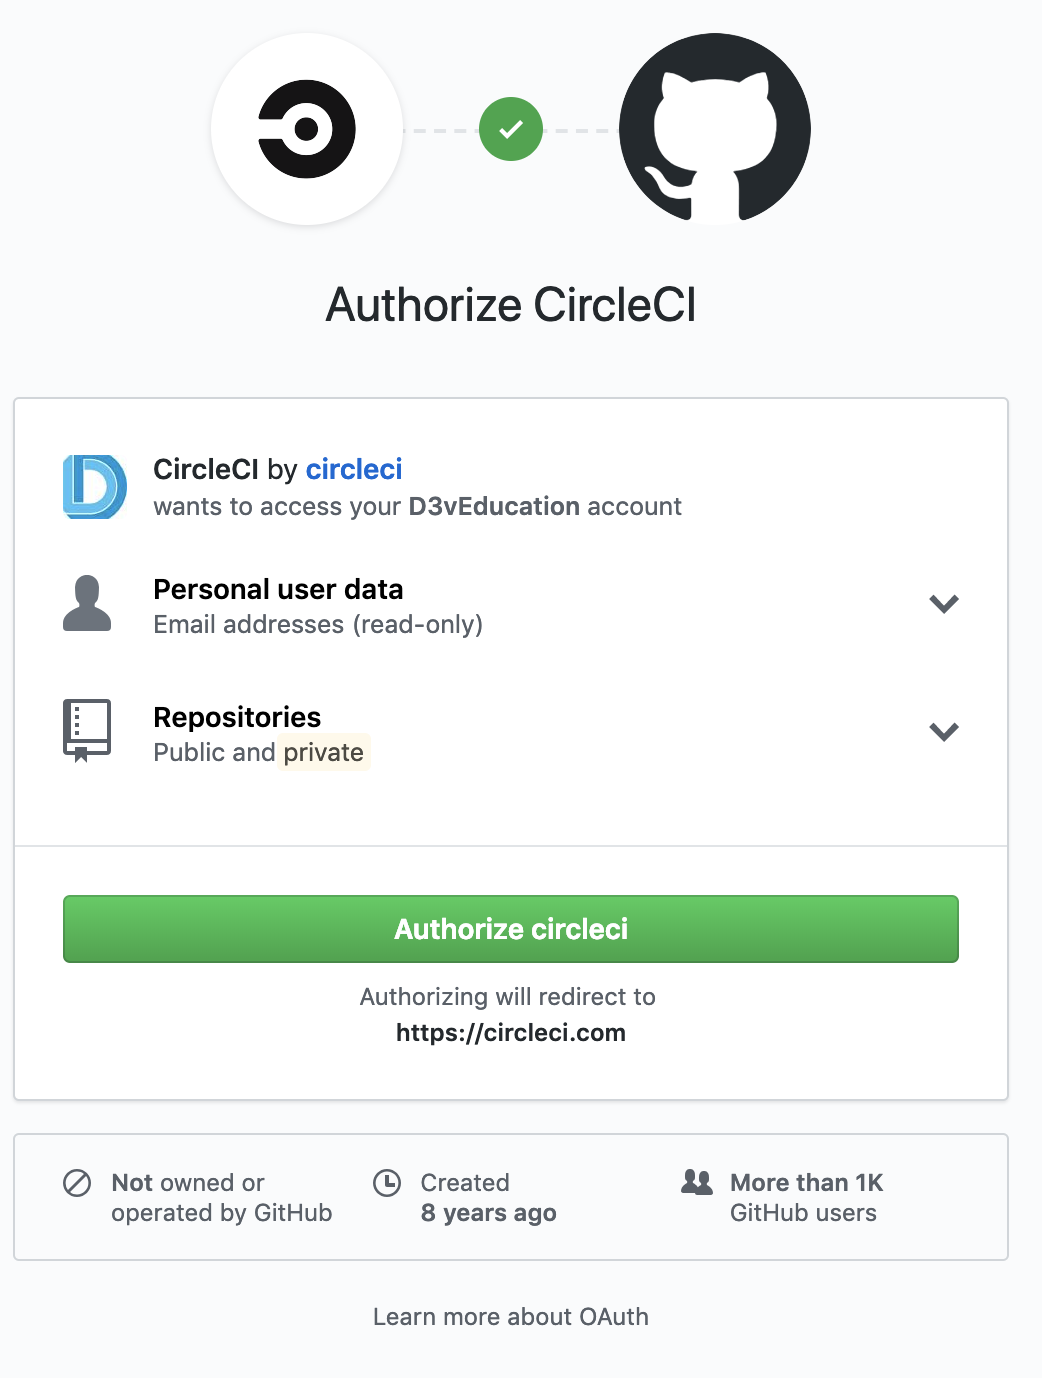 Authorize CircleCI
CircleCI by circleci
wants to access your D3vEducation account
Personal user data
Email addresses (read-only)
Repositories
Public and private
Authorize circleci
Authorizing will redirect to
https://circleci.com
Not owned or
operated by GitHub
Created
8 years ago
More than 1K
GitHub users
Learn more about OAuth